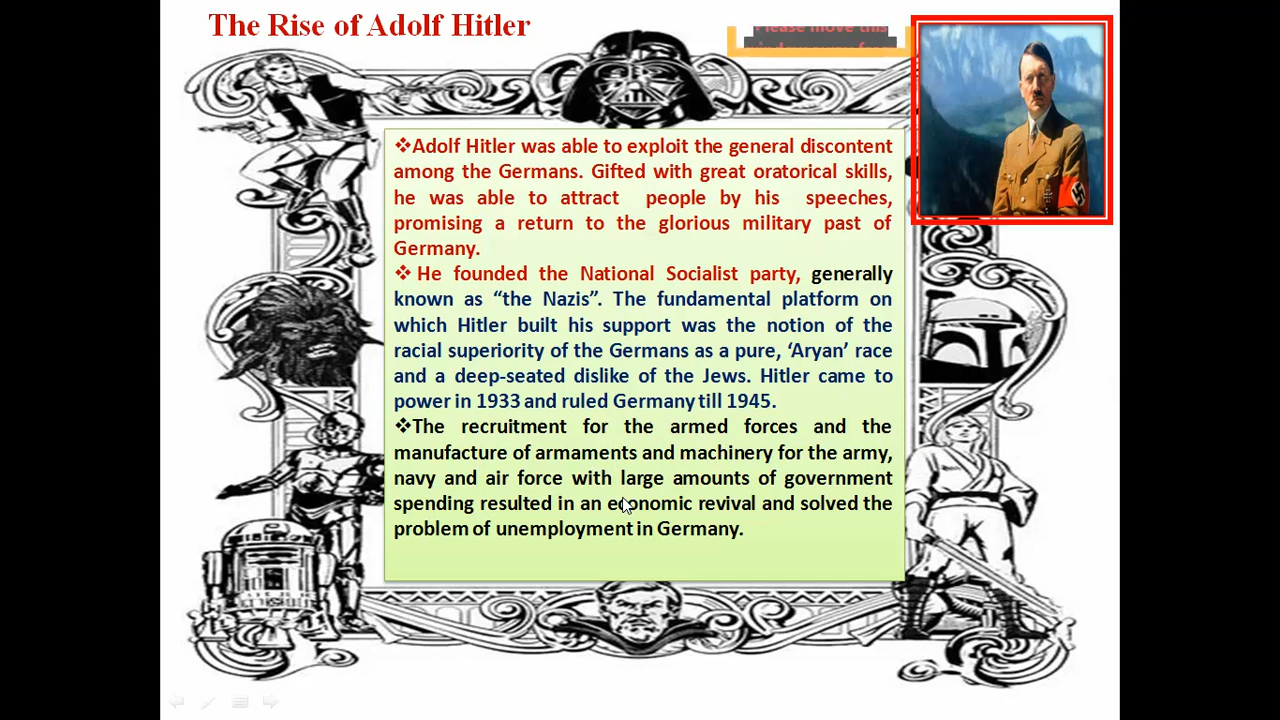 The Rise of Adolf Hitler
Please move this
❖Adolf Hitler was able to exploit the general discontent
among the Germans. Gifted with great oratorical skills,
he was able to attract people by his speeches,
promising a return to the glorious military past of
Germany.
❖ He founded the National Socialist party, generally
known as “the Nazis”. The fundamental platform on
which Hitler built his support was the notion of the
racial superiority of the Germans as a pure, ‘Aryan’ race
and a deep-seated dislike of the Jews. Hitler came to
power in 1933 and ruled Germany till 1945.
❖The recruitment for the armed forces and the
manufacture of armaments and machinery for the army,
navy and air force with large amounts of government
spending resulted in an economic revival and solved the
problem of unemployment in Germany.